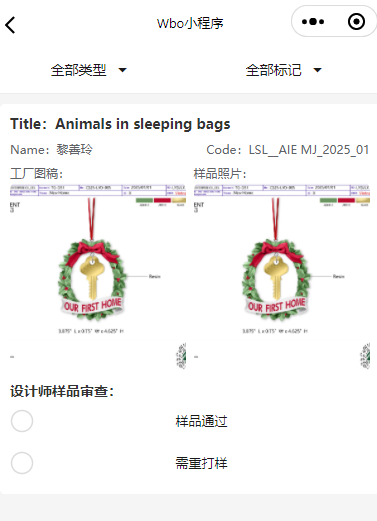 Wbo小程序
全部类型 全部标记
Title：Animals in sleeping bags
Name：黎善玲 Code：LSL__AIE MJ_2025_01
工厂图稿： 样品照片：
Resin Resin
OUR FIRST HOME OUR FIRST HOME
设计师样品审查：
样品通过
需重打样